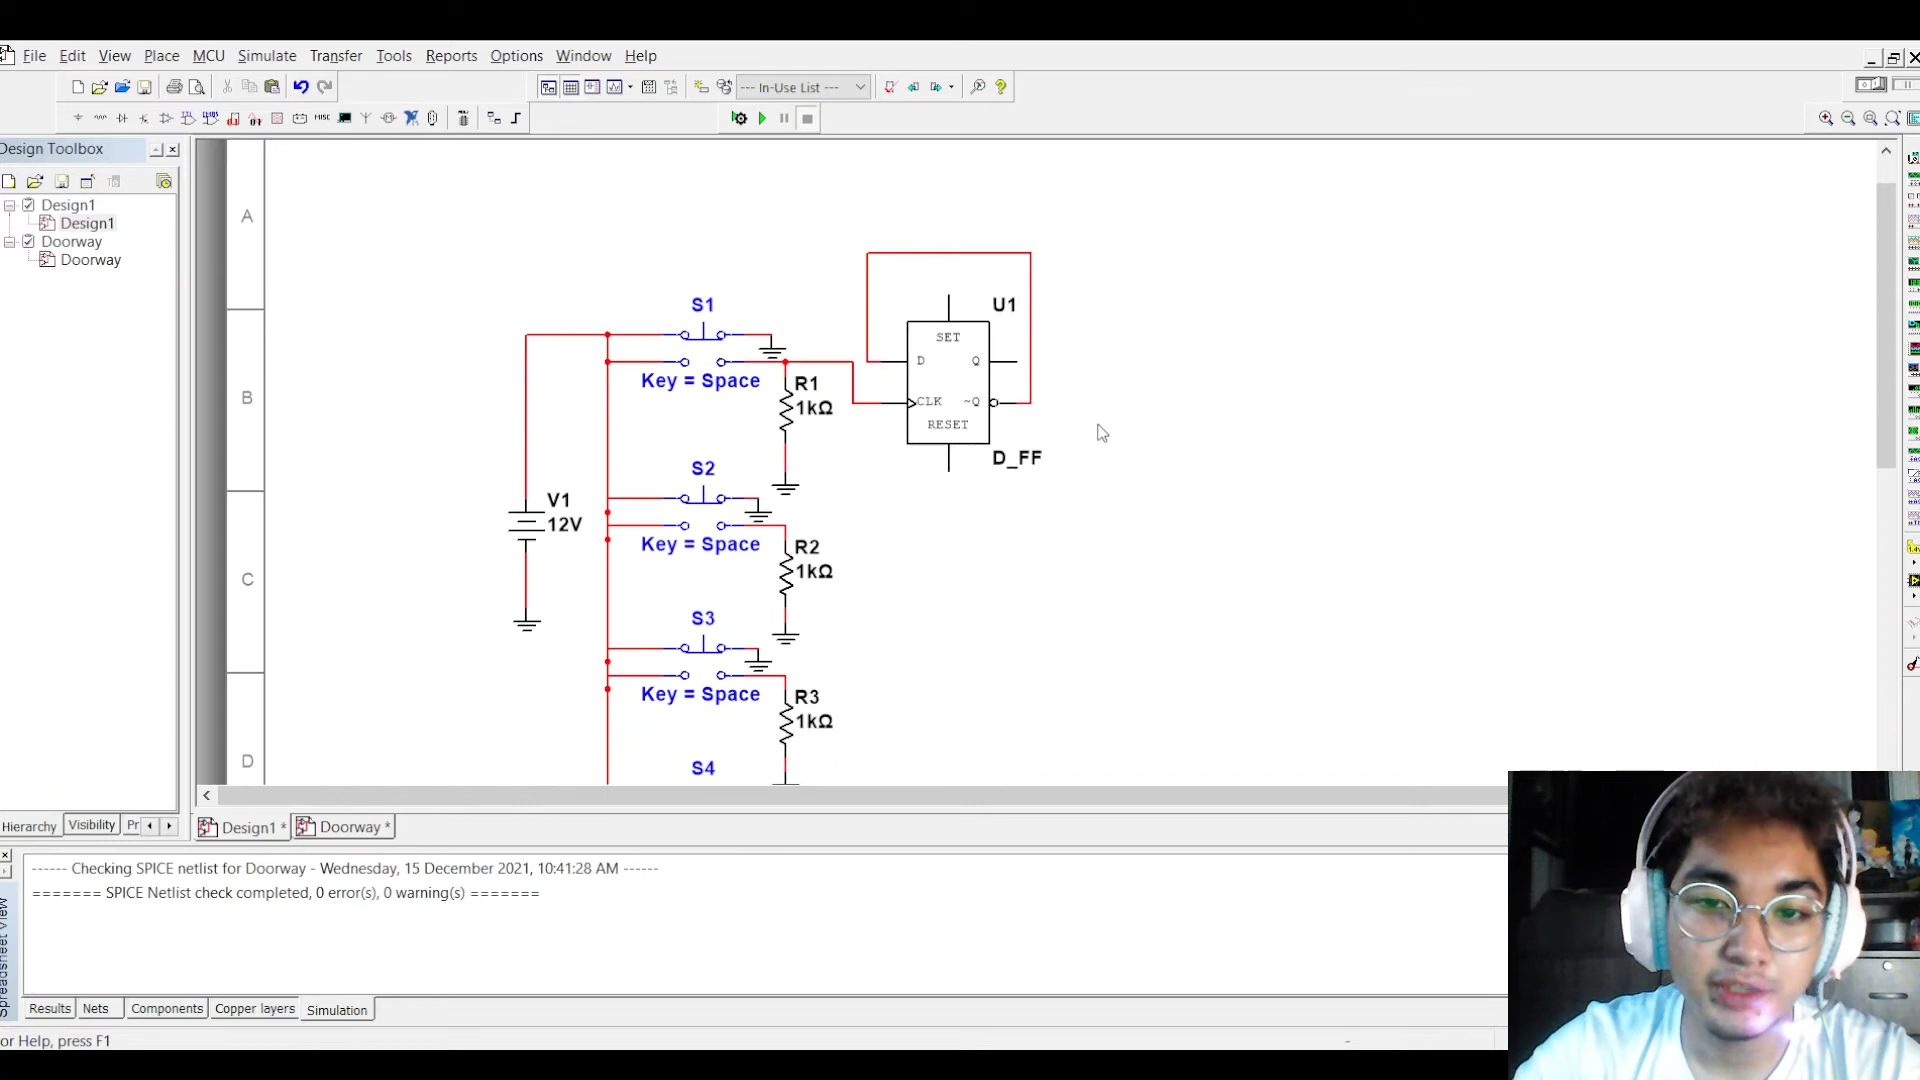 File Edit View Place MCU Simulate Transfer Tools Reports Options Window Help
--- In-Use List ---
MISC
Design Toolbox
Design1
Design1
Doorway
Doorway
A
B
C
D
S1
Key = Space
R1
1kΩ
U1
SET
D Q
CLK ~Q
RESET
D_FF
S2
Key = Space
R2
1kΩ
V1
12V
S3
Key = Space
R3
1kΩ
S4
Hierarchy Visibility Pr
Design1 * Doorway *
------ Checking SPICE netlist for Doorway - Wednesday, 15 December 2021, 10:41:28 AM ------
======= SPICE Netlist check completed, 0 error(s), 0 warning(s) =======
Spreadsheet View
Results Nets Components Copper layers Simulation
or Help, press F1